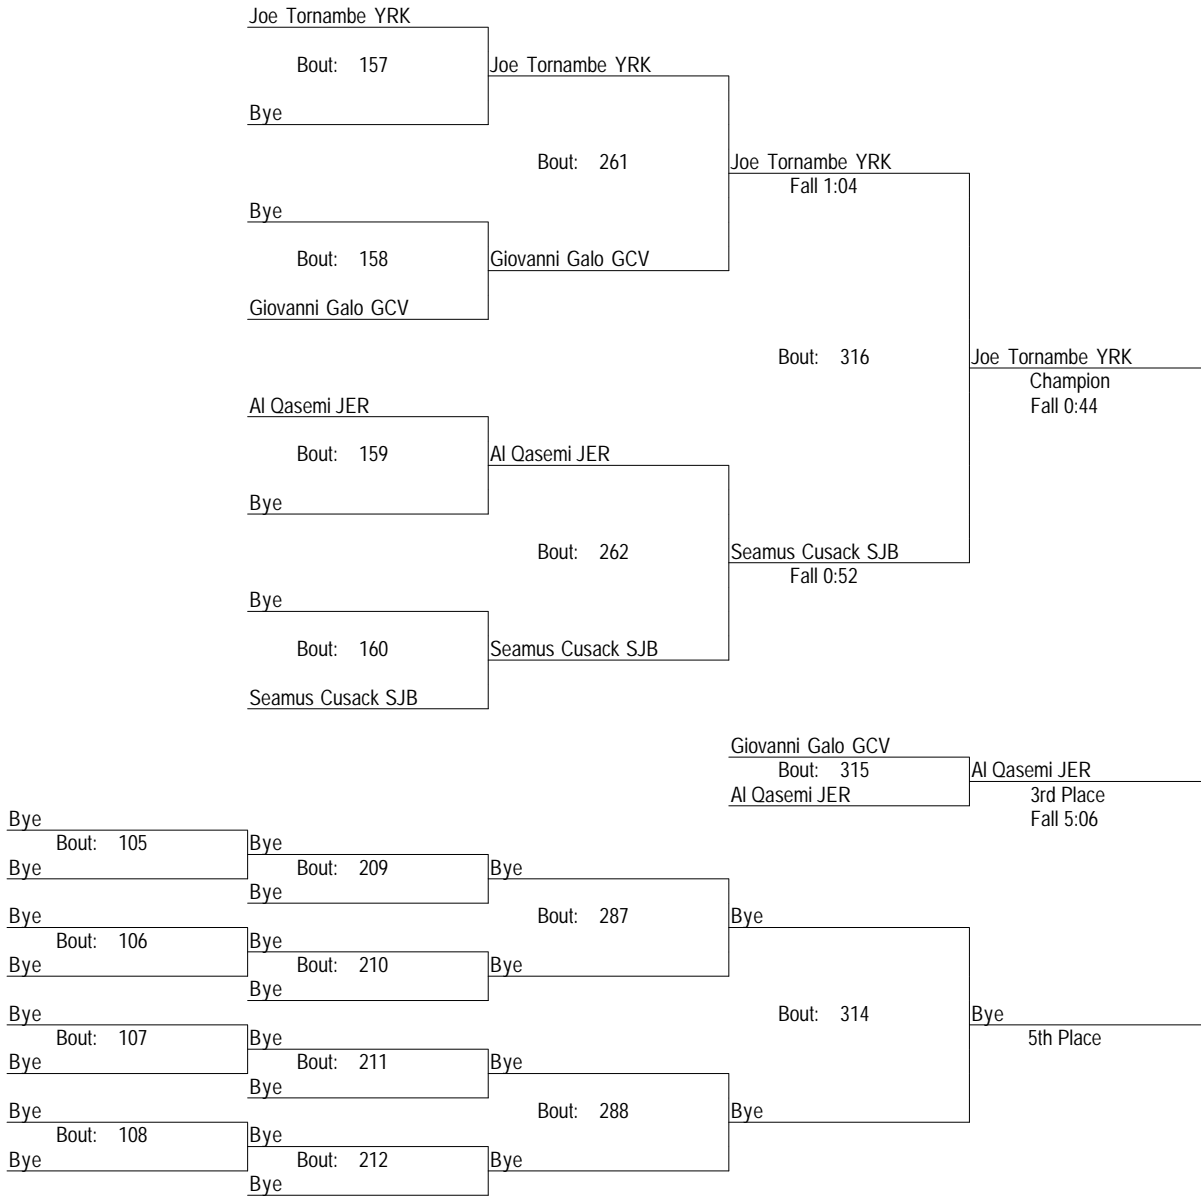 Joe Tornambe YRK
Bout: 157 Joe Tornambe YRK
Bye
Bout: 261 Joe Tornambe YRK
Fall 1:04
Bye
Bout: 158 Giovanni Galo GCV
Giovanni Galo GCV
Bout: 316 Joe Tornambe YRK
Champion
Fall 0:44
Al Qasemi JER
Bout: 159 Al Qasemi JER
Bye
Bout: 262 Seamus Cusack SJB
Fall 0:52
Bye
Bout: 160 Seamus Cusack SJB
Seamus Cusack SJB
Giovanni Galo GCV
Bout: 315 Al Qasemi JER
Al Qasemi JER 3rd Place
Fall 5:06
Bye
Bout: 105 Bye
Bye Bout: 209 Bye
Bye
Bye Bout: 287 Bye
Bout: 106 Bye
Bye Bout: 210 Bye
Bye
Bye Bout: 314 Bye
Bout: 107 Bye 5th Place
Bye Bout: 211 Bye
Bye
Bye Bout: 288 Bye
Bout: 108 Bye
Bye Bout: 212 Bye
Bye